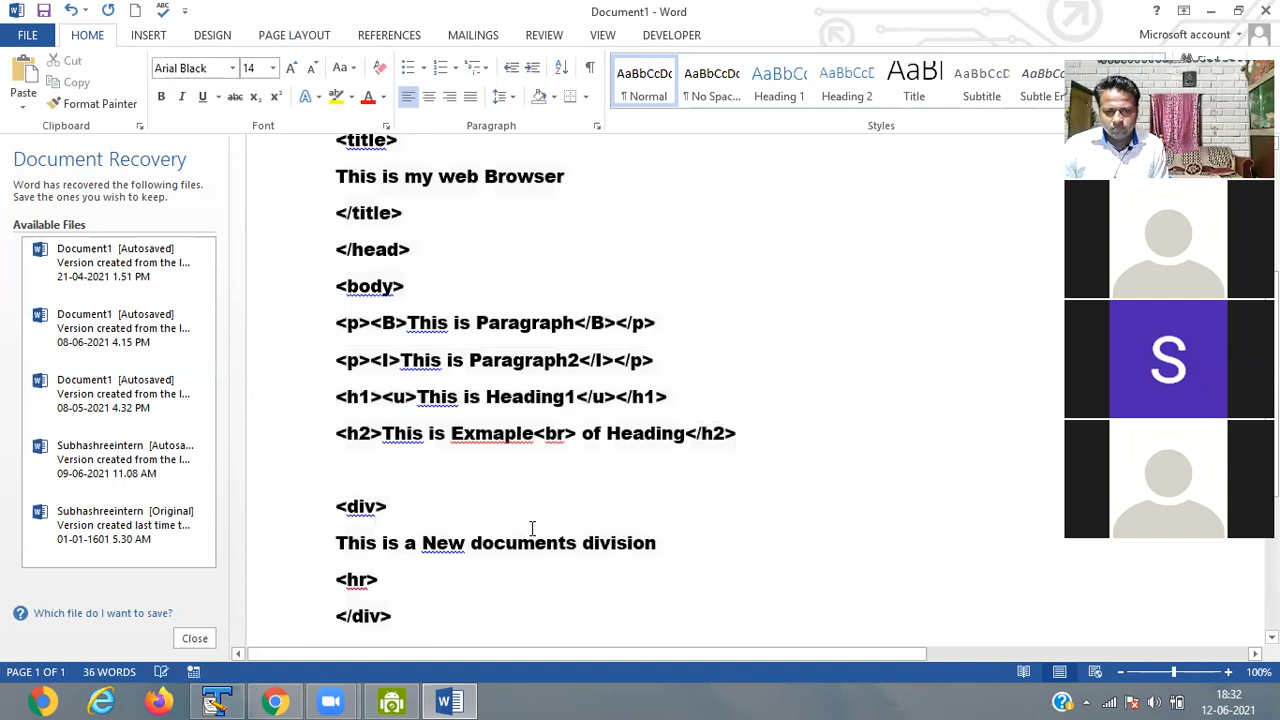 Document1 - Word
FILE HOME INSERT DESIGN PAGE LAYOUT REFERENCES MAILINGS REVIEW VIEW DEVELOPER Microsoft account
Cut
Copy
Format Painter
Paste
Arial Black 14
AaBbCcDc AaBbCcDc AaBbCc AaBbCcD AaBl AaBbCcD AaBbCcD
¶ Normal ¶ No Spac... Heading 1 Heading 2 Title Subtitle Subtle Em
Clipboard Font Paragraph Styles
Document Recovery
Word has recovered the following files.
Save the ones you wish to keep.
Available Files
Document1 [Autosaved]
Version created from the l...
21-04-2021 1.51 PM
Document1 [Autosaved]
Version created from the l...
08-06-2021 4.15 PM
Document1 [Autosaved]
Version created from the l...
08-05-2021 4.32 PM
Subhashreeintern [Autosa...
Version created from the l...
09-06-2021 11.08 AM
Subhashreeintern [Original]
Version created last time t...
01-01-1601 5.30 AM
Which file do I want to save?
Close
<title>
This is my web Browser
</title>
</head>
<body>
<p><B>This is Paragraph</B></p>
<p><I>This is Paragraph2</I></p>
<h1><u>This is Heading1</u></h1>
<h2>This is Exmaple<br> of Heading</h2>
<div>
This is a New documents division
<hr>
</div>
S
PAGE 1 OF 1 36 WORDS 100%
18:32
12-06-2021